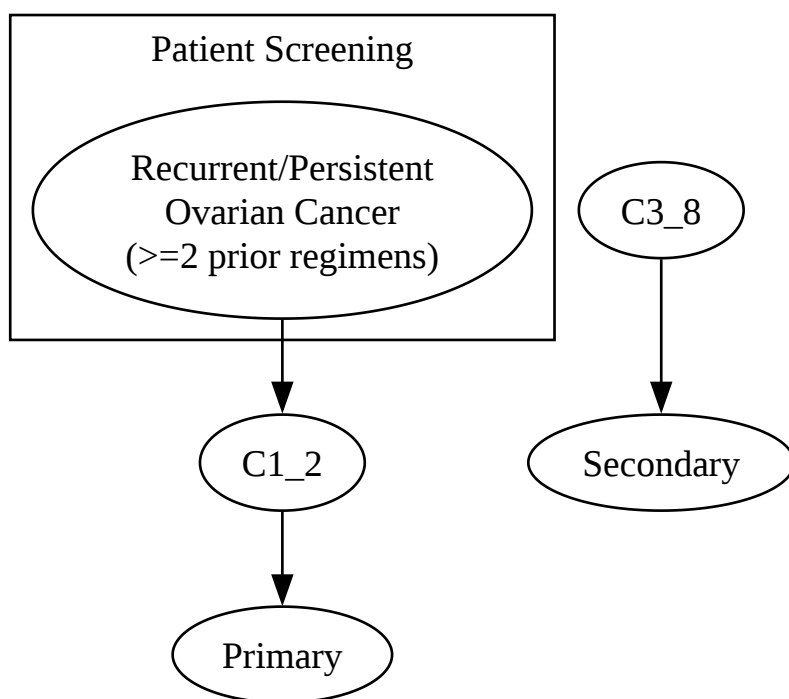 Patient Screening
Recurrent/Persistent
Ovarian Cancer
(>=2 prior regimens)
C3_8
C1_2
Secondary
Primary